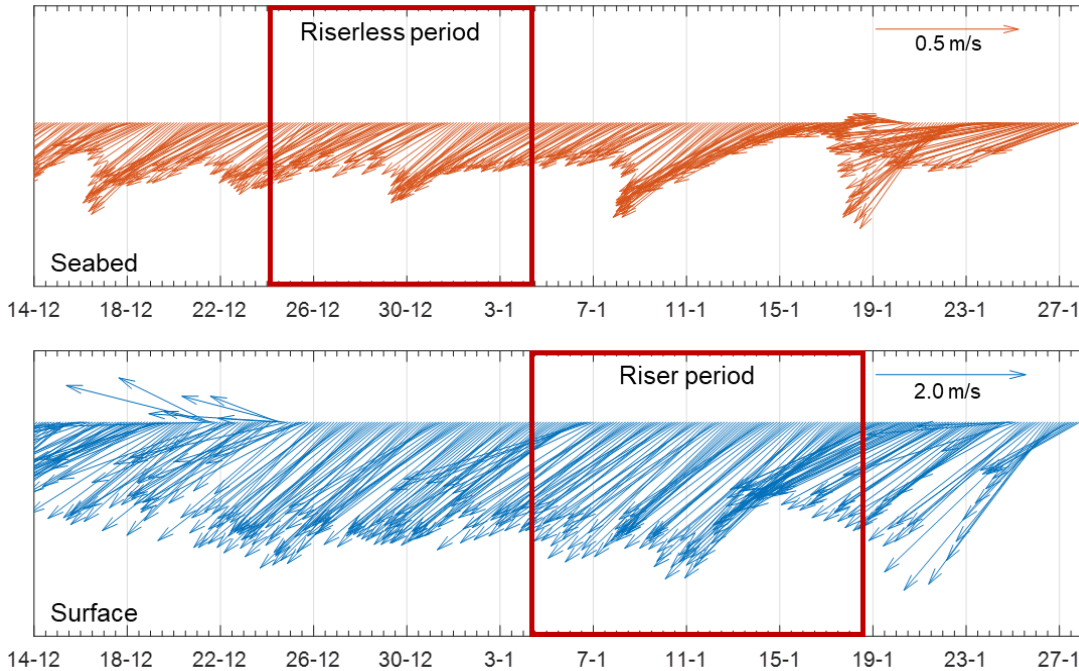 Riserless period
0.5 m/s
Seabed
14-12 18-12 22-12 26-12 30-12 3-1 7-1 11-1 15-1 19-1 23-1 27-1
Riser period
2.0 m/s
Surface
14-12 18-12 22-12 26-12 30-12 3-1 7-1 11-1 15-1 19-1 23-1 27-1